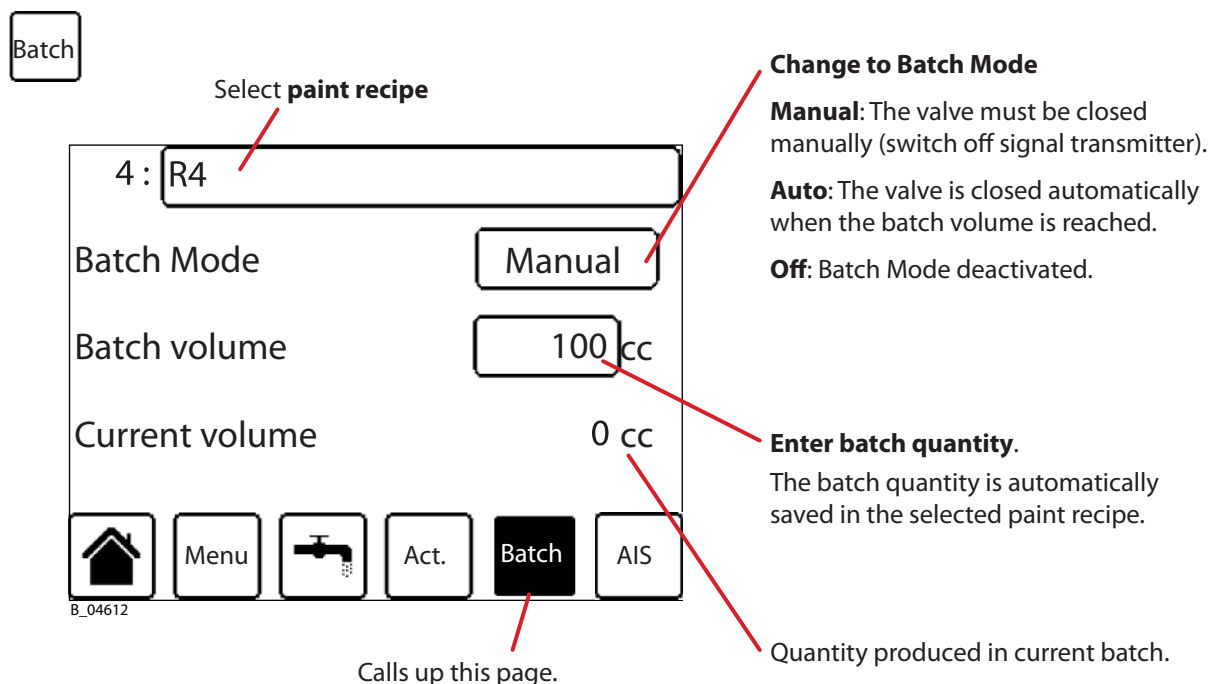 Batch
Select paint recipe
4 : R4
Batch Mode
Manual
Batch volume
100 cc
Current volume
0 cc
Menu
Act.
Batch
AIS
B_04612
Calls up this page.
Change to Batch Mode
Manual: The valve must be closed
manually (switch off signal transmitter).
Auto: The valve is closed automatically
when the batch volume is reached.
Off: Batch Mode deactivated.
Enter batch quantity.
The batch quantity is automatically
saved in the selected paint recipe.
Quantity produced in current batch.